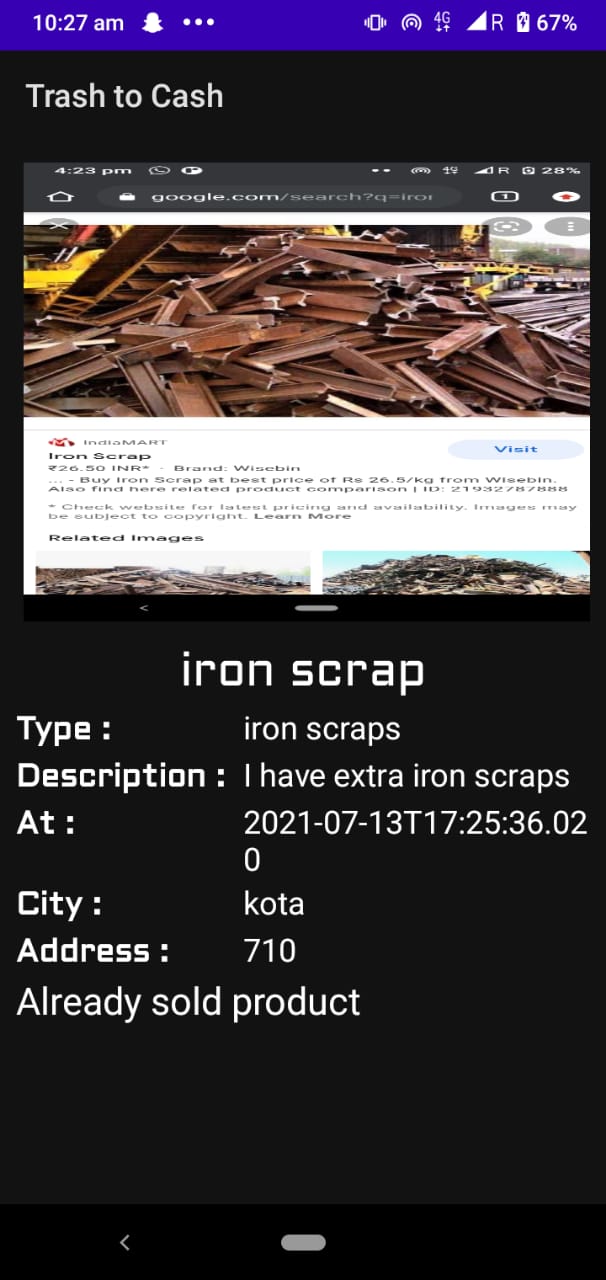 10:27 am 4G R 67%
Trash to Cash
4:23 pm 4G R 28%
google.com/search?q=iror
1
IndiaMART
Visit
Iron Scrap
₹26.50 INR* · Brand: Wisebin
... - Buy Iron Scrap at best price of Rs 26.5/kg from Wisebin.
Also find here related product comparison | ID: 21932787888
* Check website for latest pricing and availability. Images may
be subject to copyright. Learn More
Related Images
iron scrap
Type : iron scraps
Description : I have extra iron scraps
At : 2021-07-13T17:25:36.02
0
City : kota
Address : 710
Already sold product